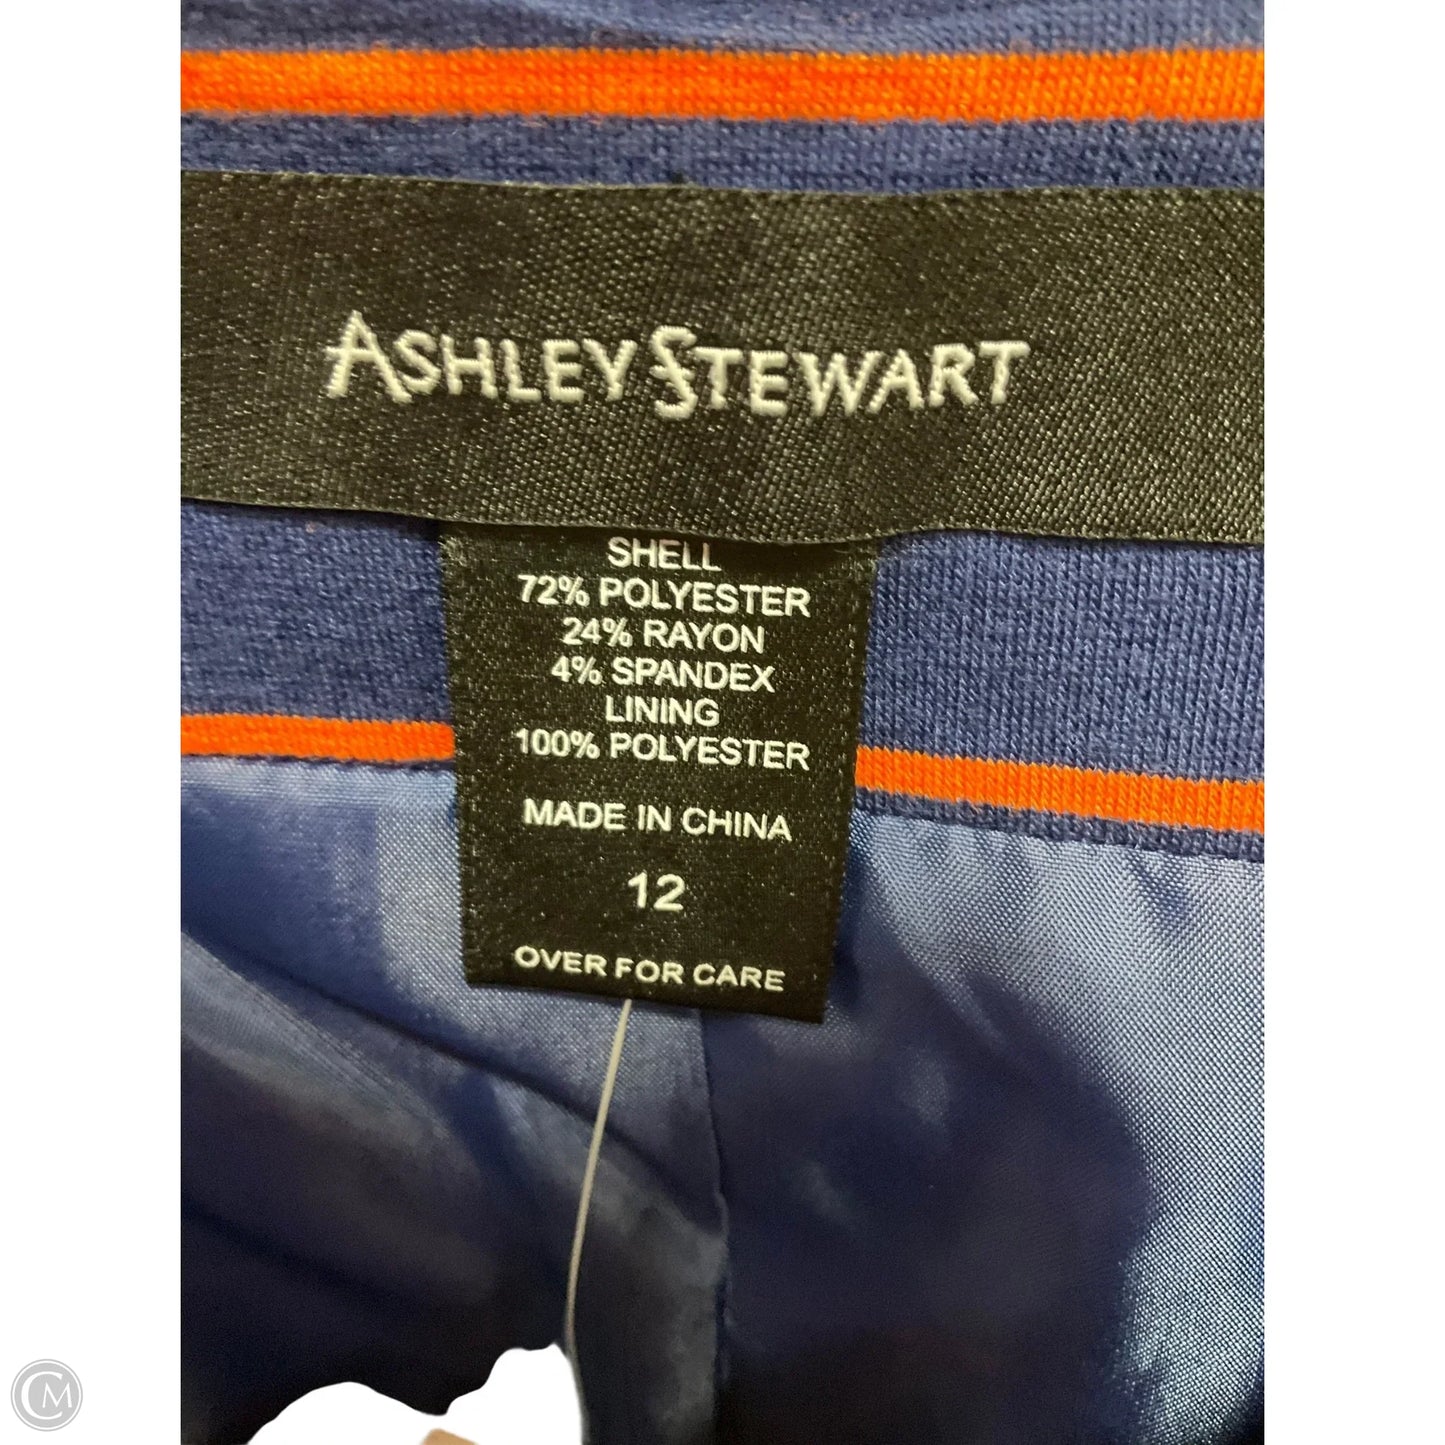 ASHLEY STEWART
SHELL
72% POLYESTER
24% RAYON
4% SPANDEX
LINING
100% POLYESTER
MADE IN CHINA
12
OVER FOR CARE
CM